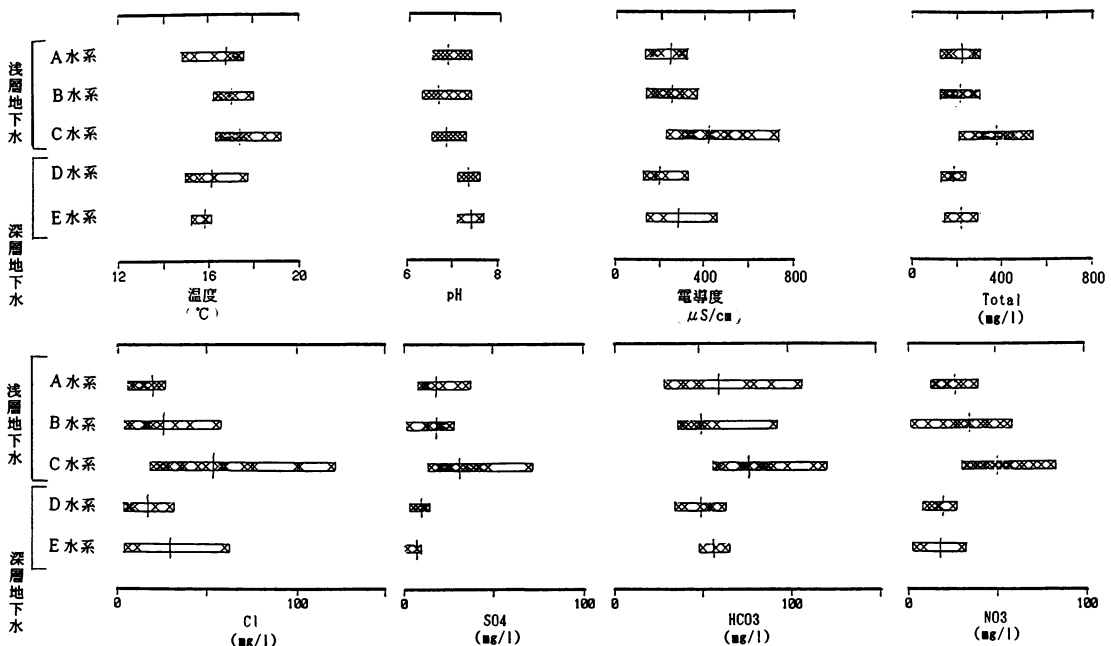 浅層地下水
A水系
B水系
C水系
深層地下水
D水系
E水系
12 16 20
温度
(℃)
6 8
pH
0 400 800
電導度
μS/cm
0 400 800
Total
(mg/l)
浅層地下水
A水系
B水系
C水系
深層地下水
D水系
E水系
0 100
Cl
(mg/l)
0 100
SO4
(mg/l)
0 100
HCO3
(mg/l)
0 100
NO3
(mg/l)